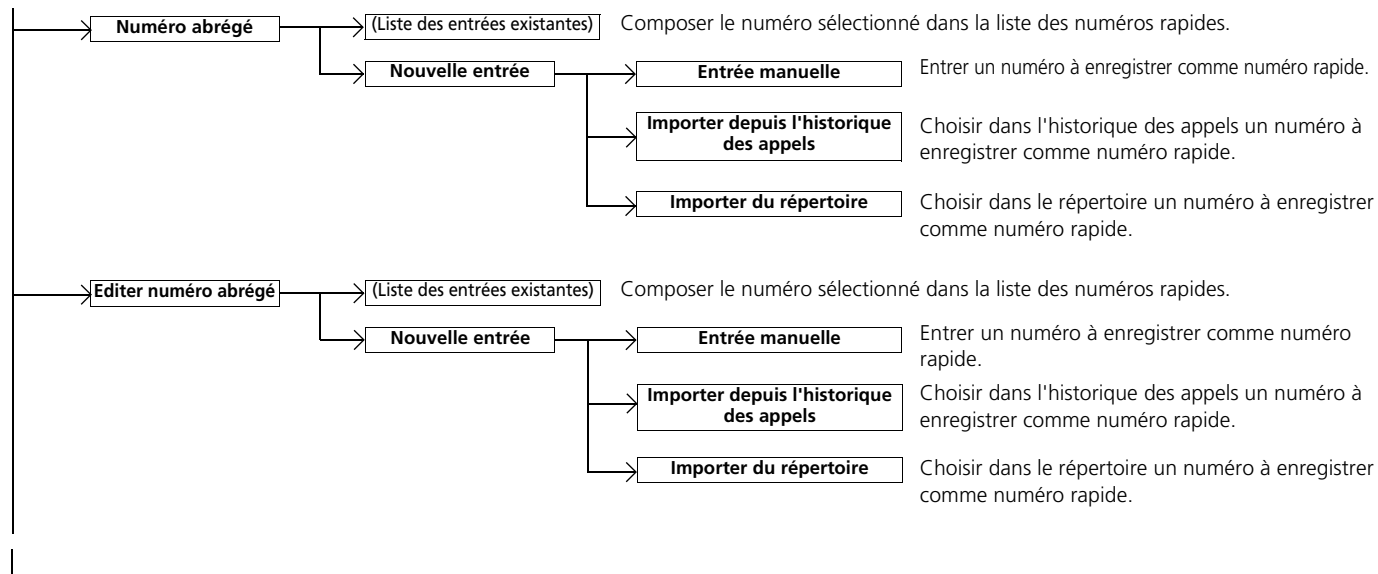 Numéro abrégé
(Liste des entrées existantes)
Composer le numéro sélectionné dans la liste des numéros rapides.
Nouvelle entrée
Entrée manuelle
Entrer un numéro à enregistrer comme numéro rapide.
Importer depuis l'historique
des appels
Choisir dans l'historique des appels un numéro à
enregistrer comme numéro rapide.
Importer du répertoire
Choisir dans le répertoire un numéro à enregistrer
comme numéro rapide.
Editer numéro abrégé
(Liste des entrées existantes)
Composer le numéro sélectionné dans la liste des numéros rapides.
Nouvelle entrée
Entrée manuelle
Entrer un numéro à enregistrer comme numéro
rapide.
Importer depuis l'historique
des appels
Choisir dans l'historique des appels un numéro à
enregistrer comme numéro rapide.
Importer du répertoire
Choisir dans le répertoire un numéro à enregistrer
comme numéro rapide.